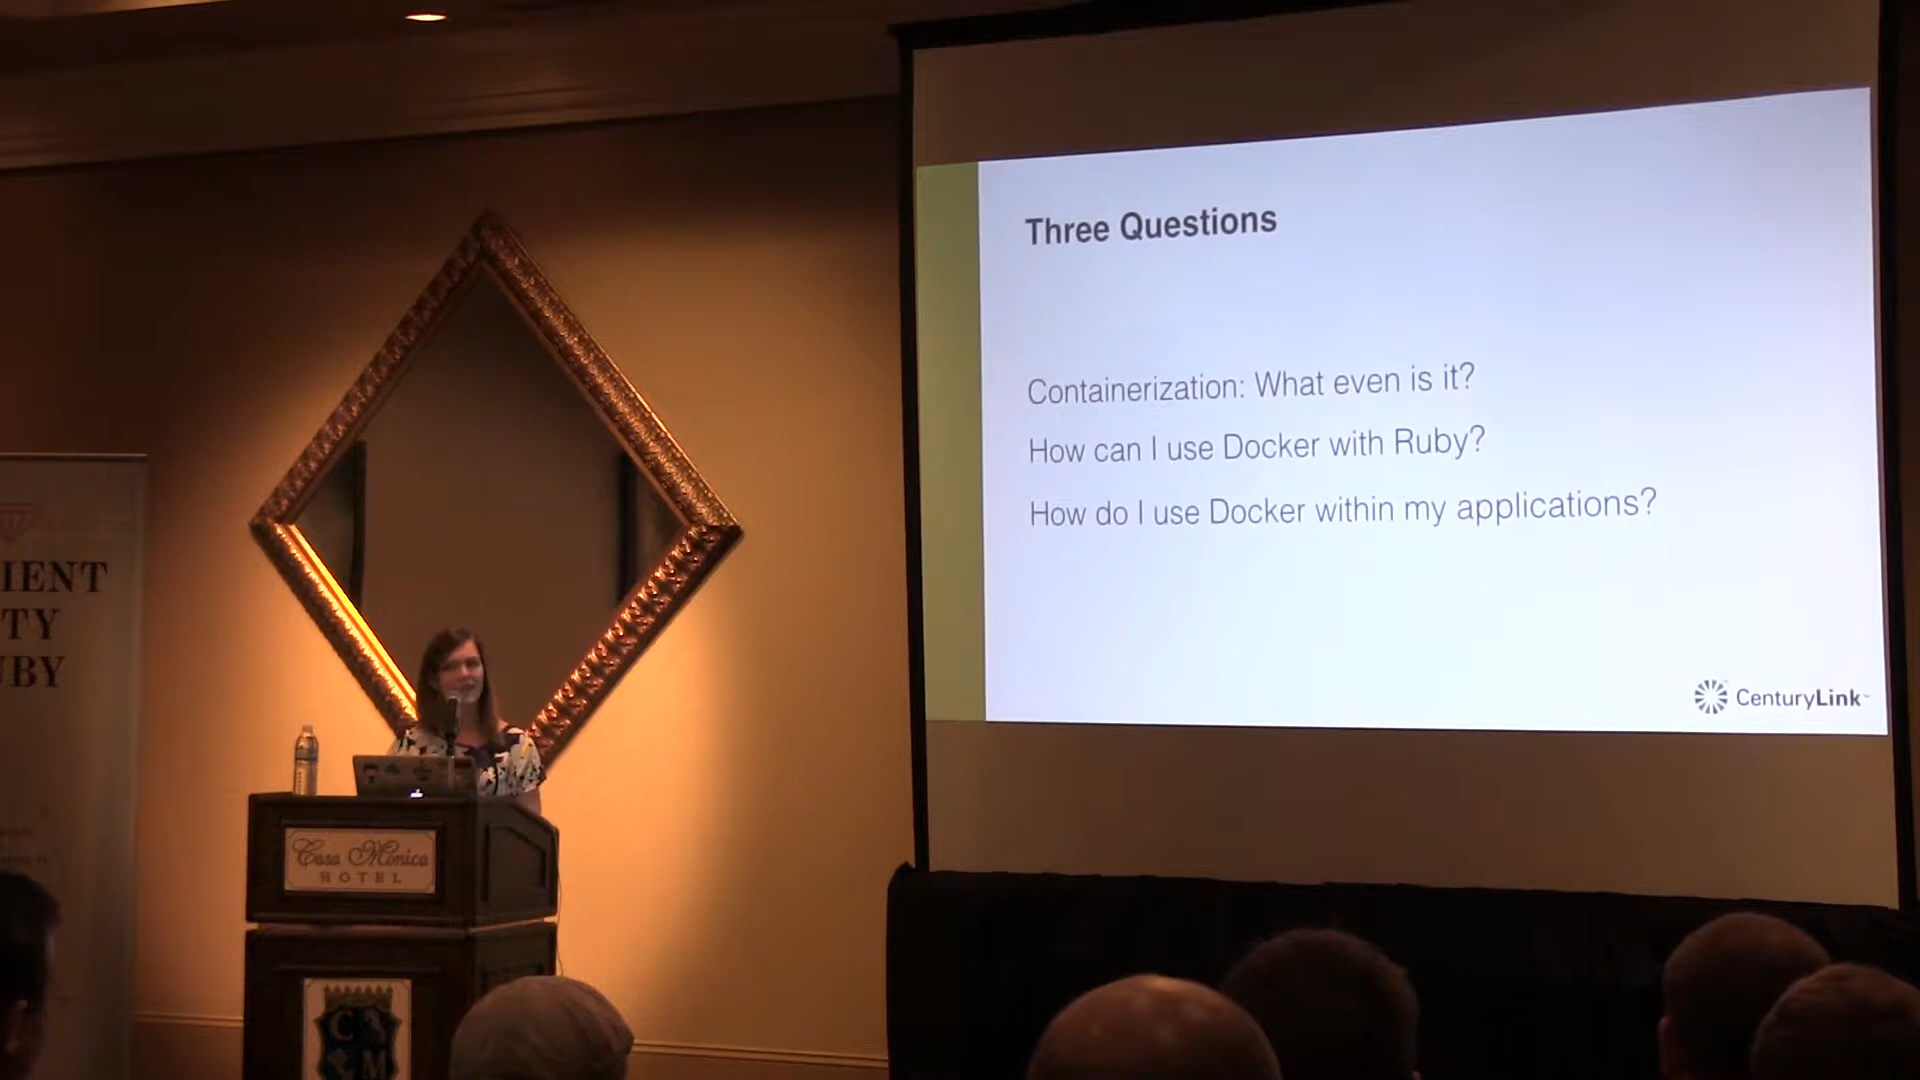 Three Questions
Containerization: What even is it?
How can I use Docker with Ruby?
How do I use Docker within my applications?
CenturyLink
IENT
TY
UBY
Casa Monica
HOTEL
C
M